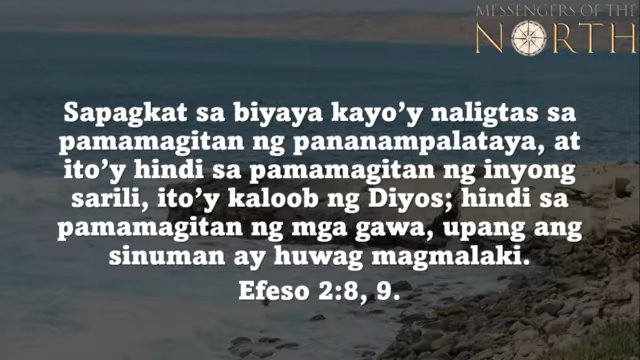 MESSENGERS OF THE
NORTH
Sapagkat sa biyaya kayo’y naligtas sa
pamamagitan ng pananampalataya, at
ito’y hindi sa pamamagitan ng inyong
sarili, ito’y kaloob ng Diyos; hindi sa
pamamagitan ng mga gawa, upang ang
sinuman ay huwag magmalaki.
Efeso 2:8, 9.